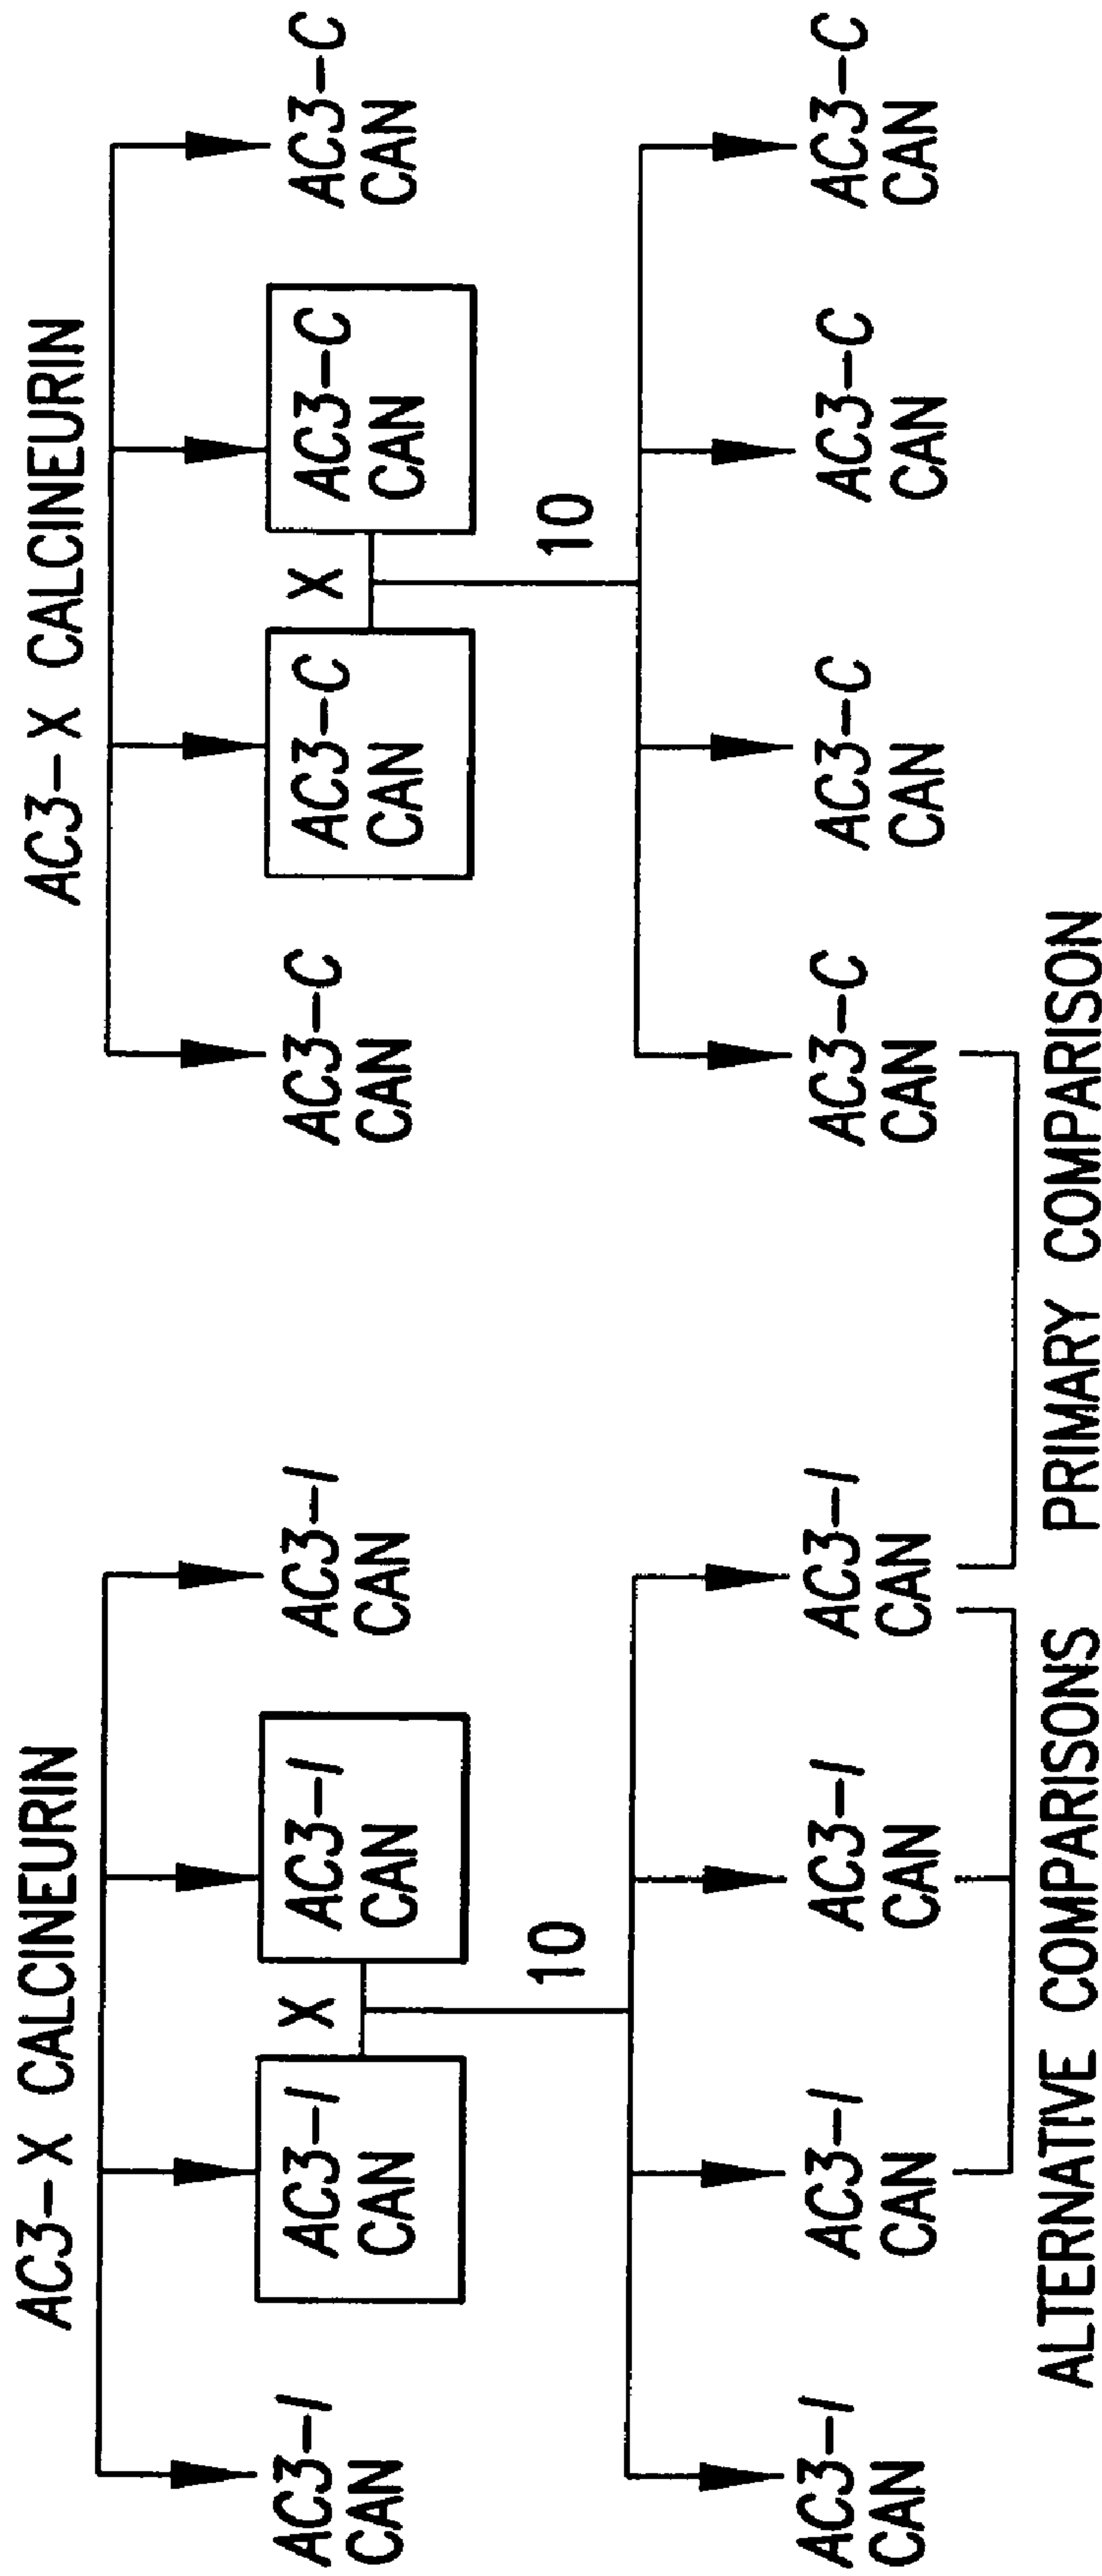 AC3- X CALCINEURIN
AC3-I
CAN
AC3-I
CAN
X
AC3-I
CAN
AC3-I
CAN
10
AC3-I
CAN
AC3-I
CAN
AC3-I
CAN
AC3-I
CAN
ALTERNATIVE COMPARISONS
PRIMARY COMPARISON
AC3- X CALCINEURIN
AC3-C
CAN
AC3-C
CAN
X
AC3-C
CAN
AC3-C
CAN
10
AC3-C
CAN
AC3-C
CAN
AC3-C
CAN
AC3-C
CAN